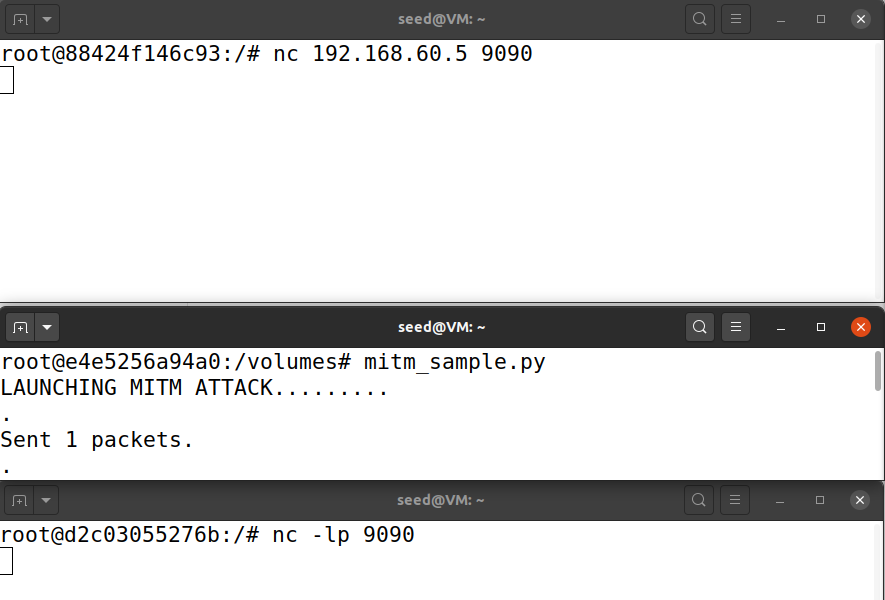 seed@VM: ~
root@88424f146c93:/# nc 192.168.60.5 9090
seed@VM: ~
root@e4e5256a94a0:/volumes# mitm_sample.py
LAUNCHING MITM ATTACK.........
.
Sent 1 packets.
.
seed@VM: ~
root@d2c03055276b:/# nc -lp 9090